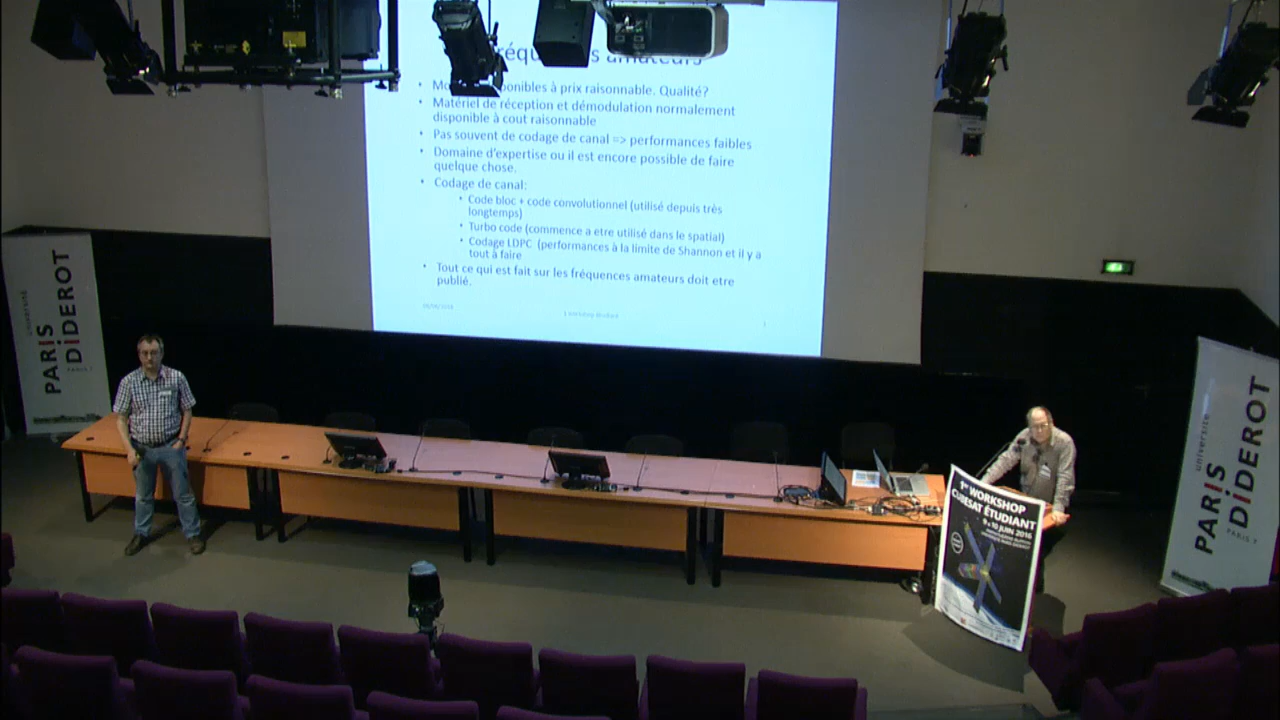 fréquences amateurs
disponibles à prix raisonnable. Qualité?
Matériel de réception et démodulation normalement
disponible à cout raisonnable
Pas souvent de codage de canal => performances faibles
Domaine d'expertise ou il est encore possible de faire
quelque chose.
Codage de canal:
Code bloc + code convolutionnel (utilisé depuis très
longtemps)
Turbo code (commence a etre utilisé dans le spatial)
Codage LDPC (performances à la limite de Shannon et il y a
tout à faire
Tout ce qui est fait sur les fréquences amateurs doit etre
publié.
université
PARIS
DiDEROT
PARIS 7
1er WORKSHOP
CUBESAT ÉTUDIANT
9 & 10 JUIN 2016
université
PARIS
DiDEROT
PARIS 7